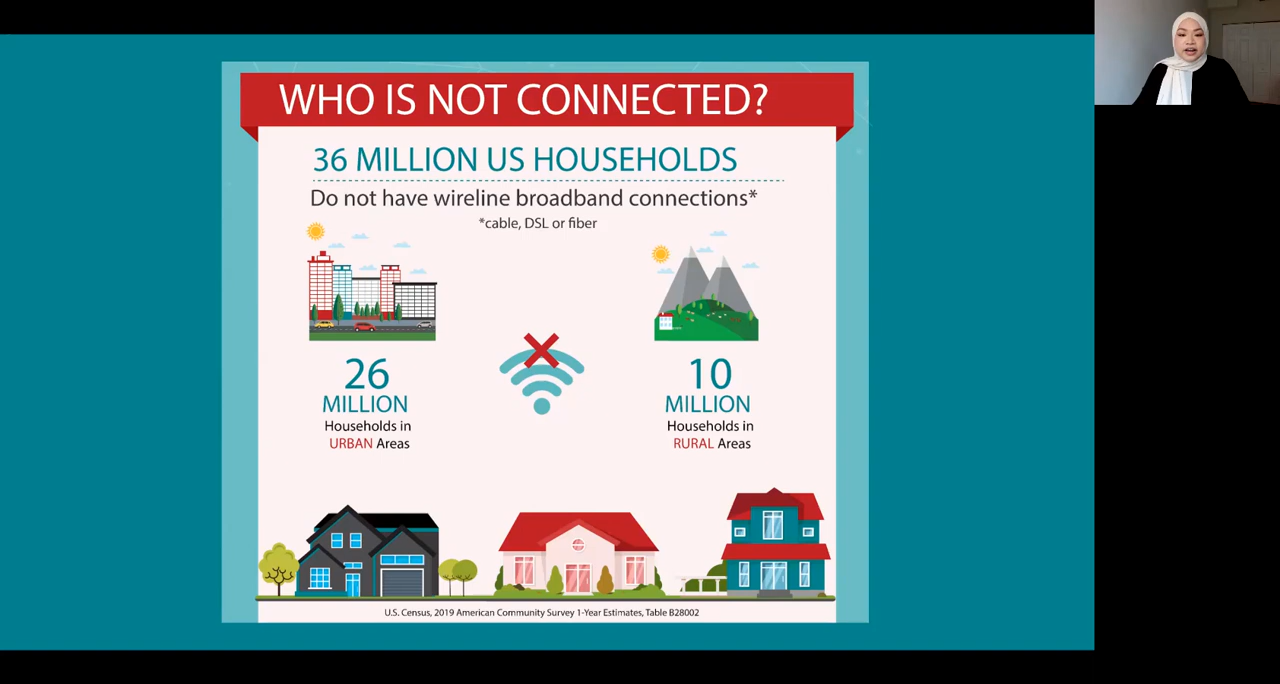 WHO IS NOT CONNECTED?
36 MILLION US HOUSEHOLDS
Do not have wireline broadband connections*
*cable, DSL or fiber
26
MILLION
Households in
URBAN Areas
10
MILLION
Households in
RURAL Areas
U.S. Census, 2019 American Community Survey 1-Year Estimates, Table B28002